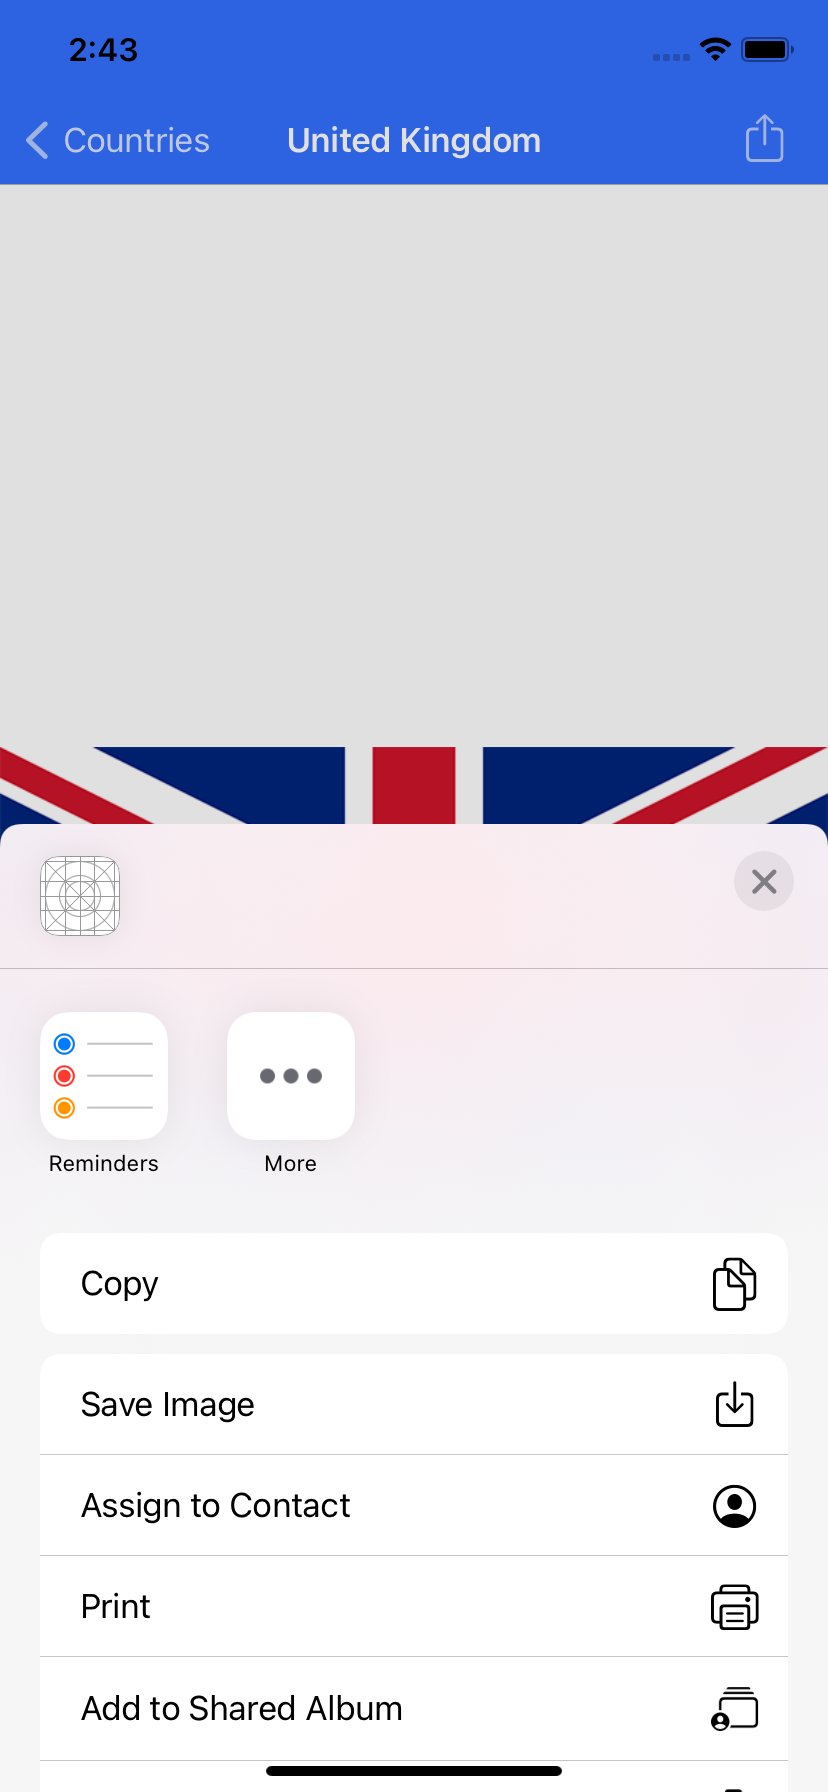 2:43
Countries
United Kingdom
Reminders
More
Copy
Save Image
Assign to Contact
Print
Add to Shared Album